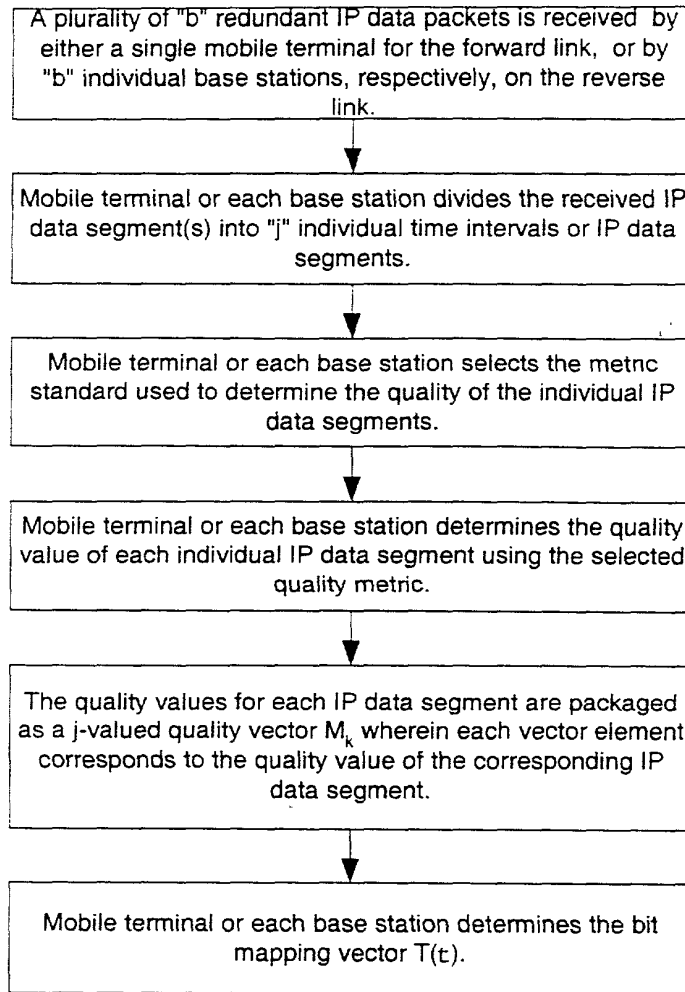 A plurality of "b" redundant IP data packets is received by
either a single mobile terminal for the forward link, or by
"b" individual base stations, respectively, on the reverse
link.
Mobile terminal or each base station divides the received IP
data segment(s) into "j" individual time intervals or IP data
segments.
Mobile terminal or each base station selects the metric
standard used to determine the quality of the individual IP
data segments.
Mobile terminal or each base station determines the quality
value of each individual IP data segment using the selected
quality metric.
The quality values for each IP data segment are packaged
as a j-valued quality vector Mk wherein each vector element
corresponds to the quality value of the corresponding IP
data segment.
Mobile terminal or each base station determines the bit
mapping vector T(t).